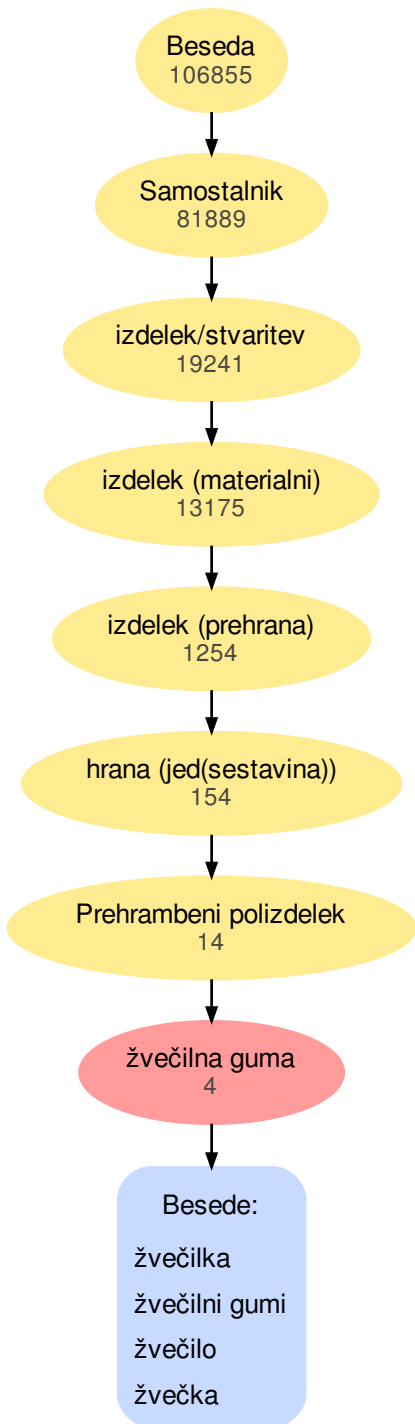 Beseda
106855
Samostalnik
81889
izdelek/stvaritev
19241
izdelek (materialni)
13175
izdelek (prehrana)
1254
hrana (jed(sestavina))
154
Prehrambeni polizdelek
14
žvečilna guma
4
Besede:
žvečilka
žvečilni gumi
žvečilo
žvečka